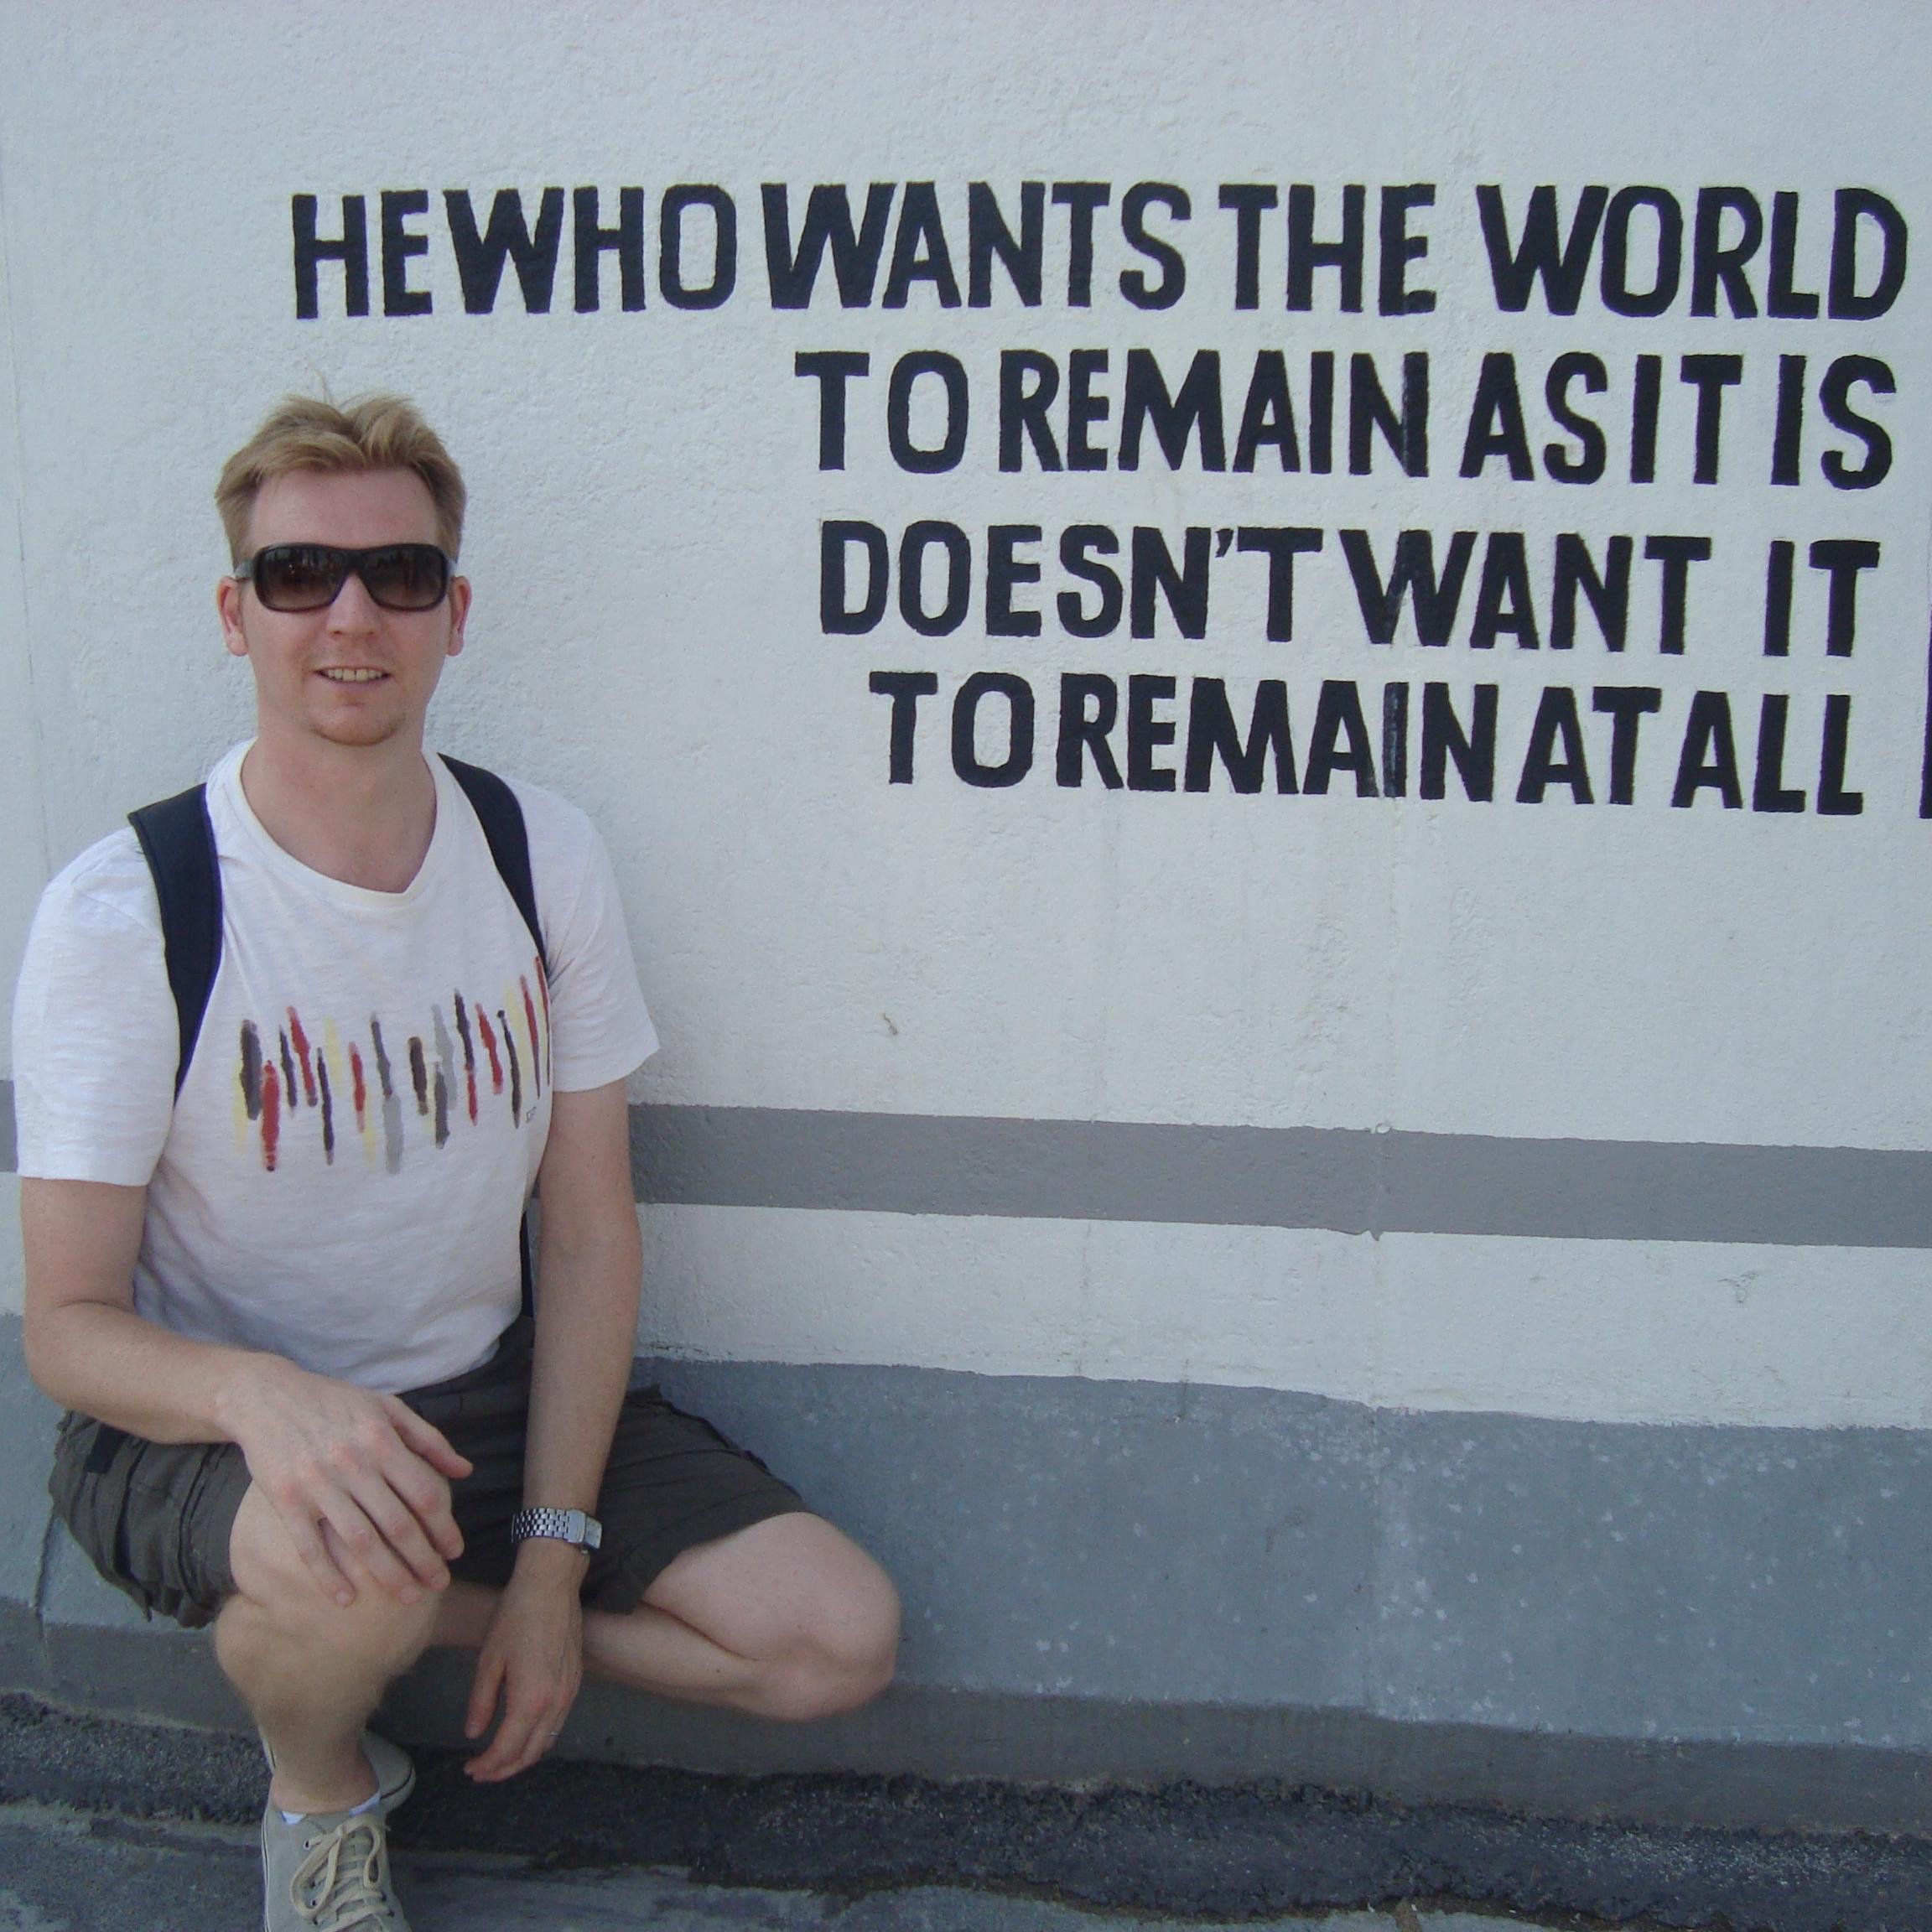 HE WHO WANTS THE WORLD
TO REMAIN AS IT IS
DOESN'T WANT IT
TO REMAIN AT ALL